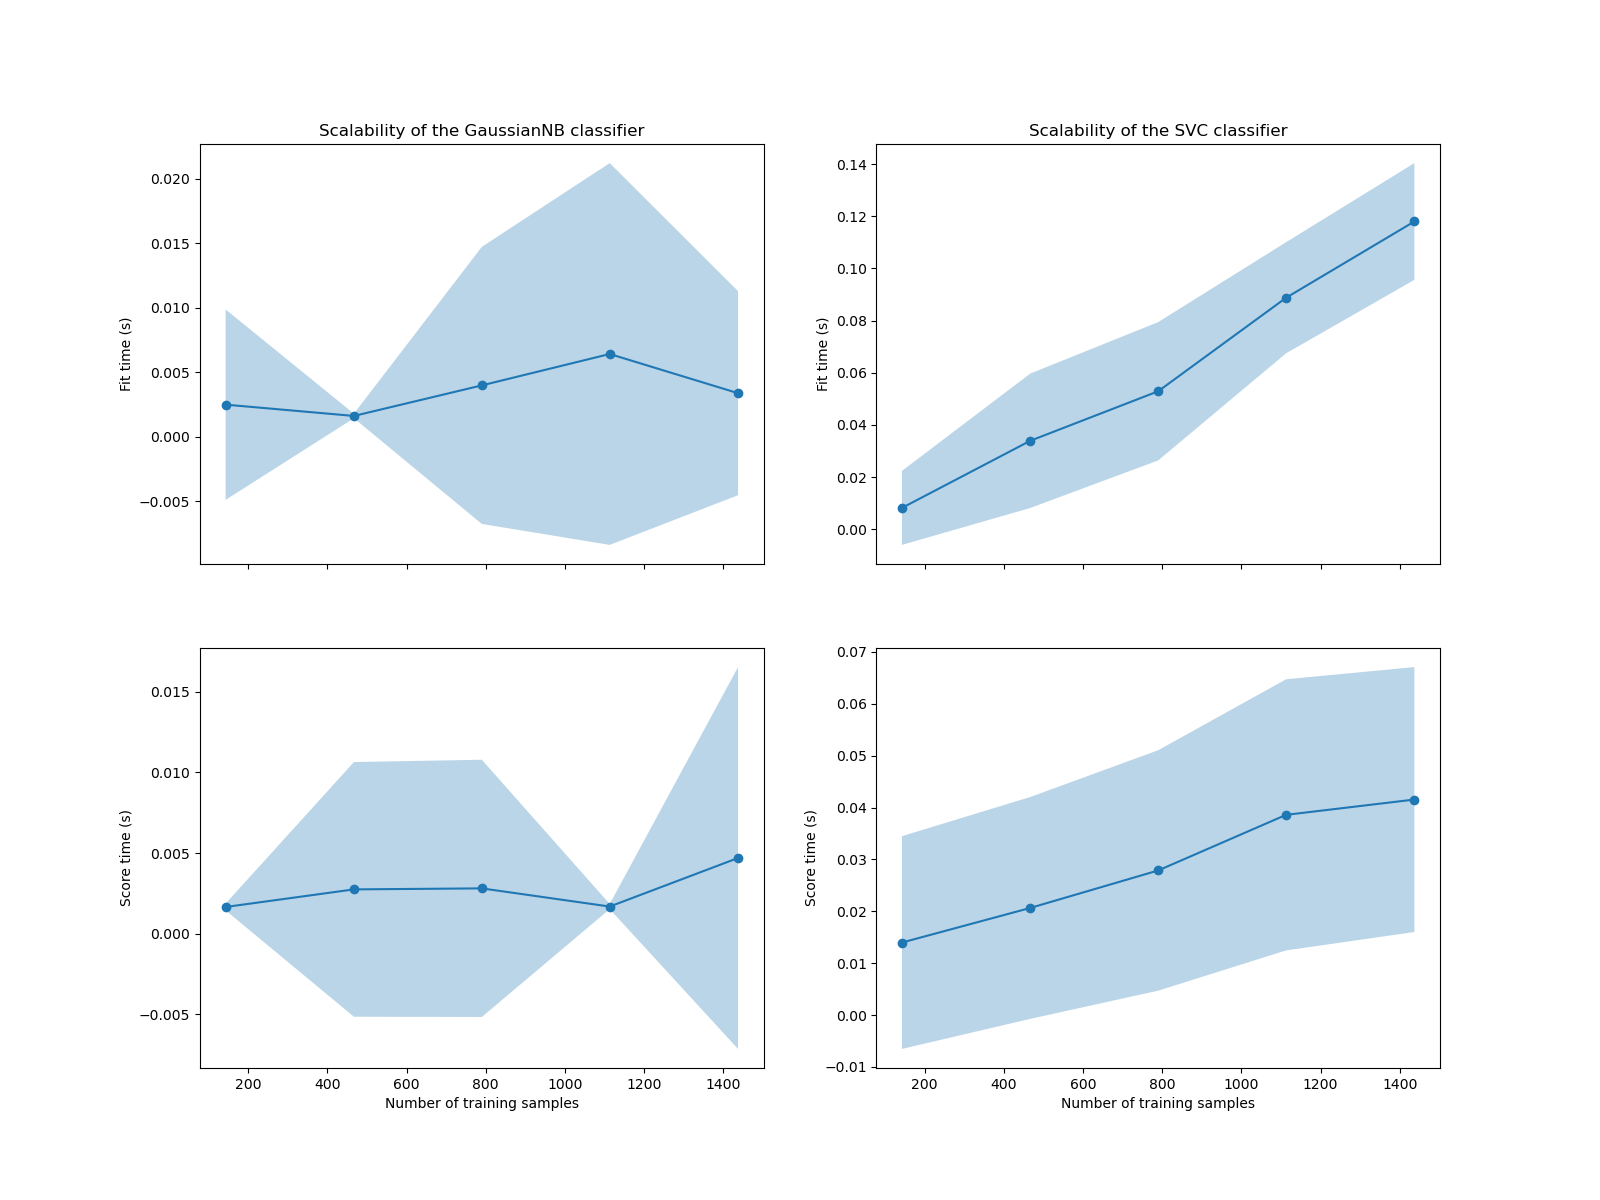 Scalability of the GaussianNB classifier
0.020
0.015
0.010
0.005
0.000
−0.005
Fit time (s)
Scalability of the SVC classifier
0.14
0.12
0.10
0.08
0.06
0.04
0.02
0.00
Fit time (s)
0.015
0.010
0.005
0.000
−0.005
Score time (s)
200 400 600 800 1000 1200 1400
Number of training samples
0.07
0.06
0.05
0.04
0.03
0.02
0.01
0.00
−0.01
Score time (s)
200 400 600 800 1000 1200 1400
Number of training samples